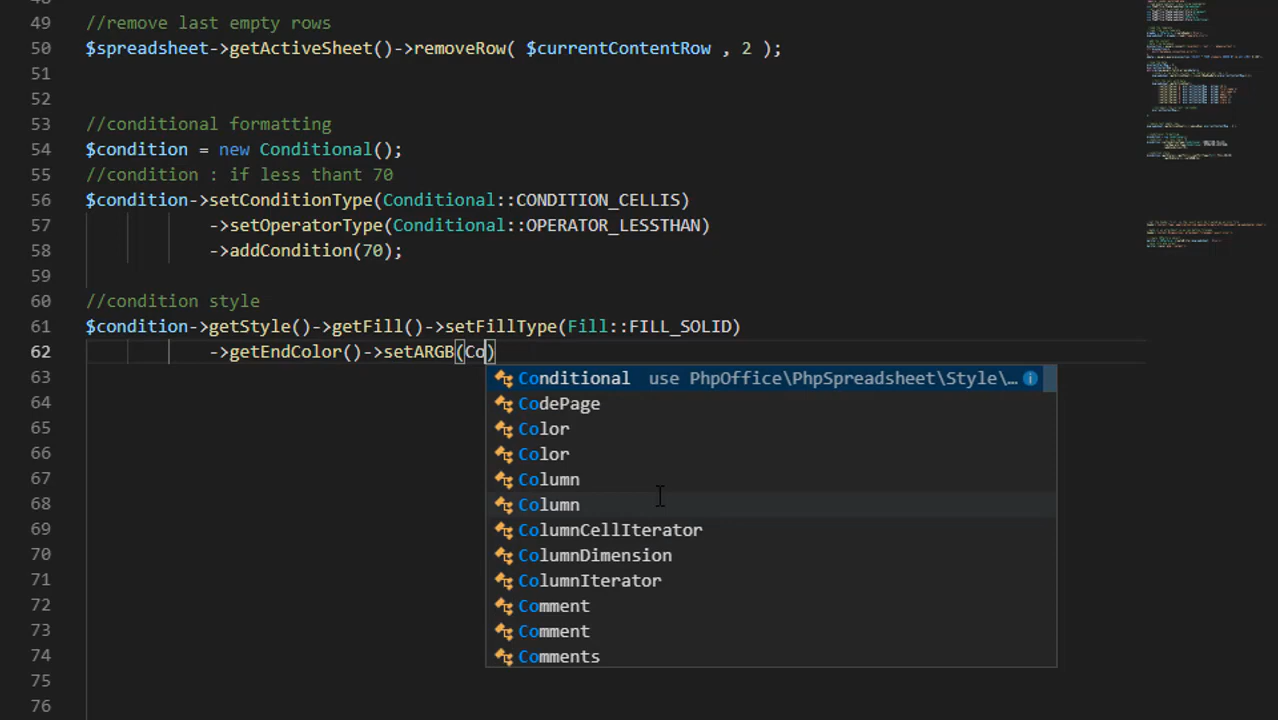 48
49 //remove last empty rows
50 $spreadsheet->getActiveSheet()->removeRow( $currentContentRow , 2 );
51
52
53 //conditional formatting
54 $condition = new Conditional();
55 //condition : if less thant 70
56 $condition->setConditionType(Conditional::CONDITION_CELLIS)
57 ->setOperatorType(Conditional::OPERATOR_LESSTHAN)
58 ->addCondition(70);
59
60 //condition style
61 $condition->getStyle()->getFill()->setFillType(Fill::FILL_SOLID)
62 ->getEndColor()->setARGB(Co)
63 Conditional use PhpOffice\PhpSpreadsheet\Style\…
64 CodePage
65 Color
66 Color
67 Column
68 Column
69 ColumnCellIterator
70 ColumnDimension
71 ColumnIterator
72 Comment
73 Comment
74 Comments
75
76